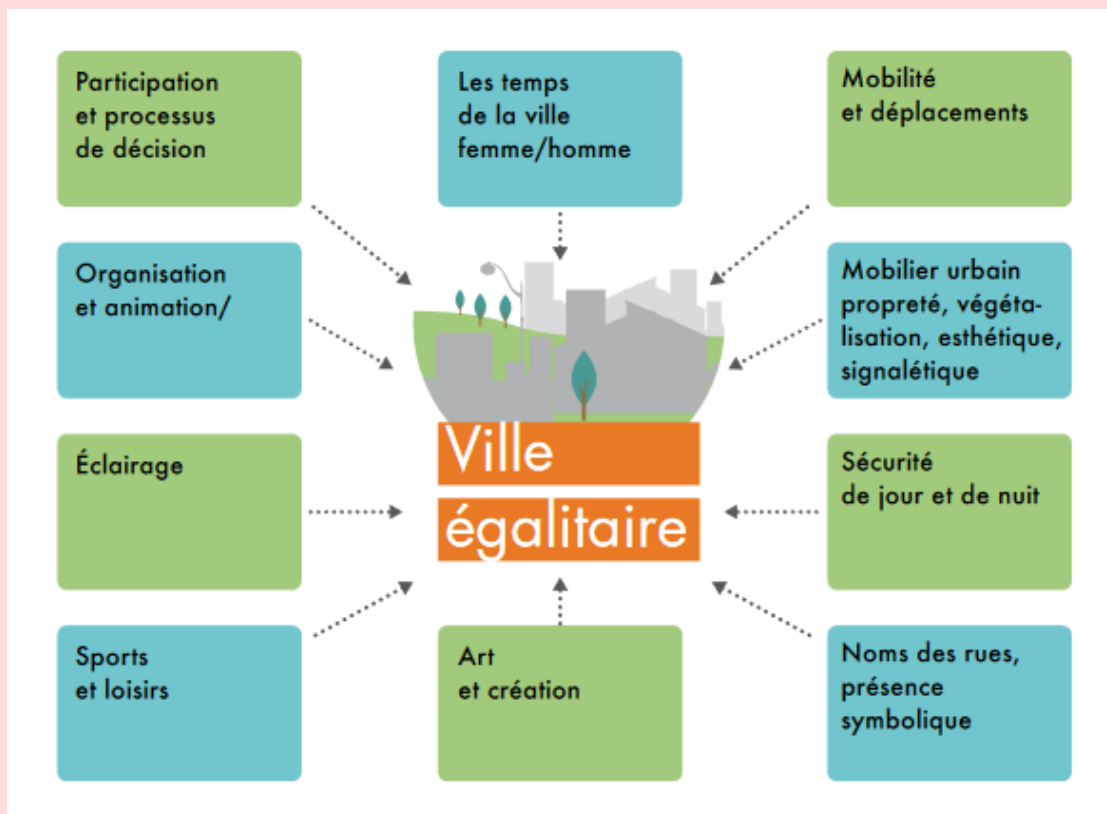 Participation
et processus
de décision
Les temps
de la ville
femme/homme
Mobilité
et déplacements
Organisation
et animation/
Mobilier urbain
propreté, végéta-
lisation, esthétique,
signalétique
Ville
égalitaire
Éclairage
Sécurité
de jour et de nuit
Sports
et loisirs
Art
et création
Noms des rues,
présence
symbolique